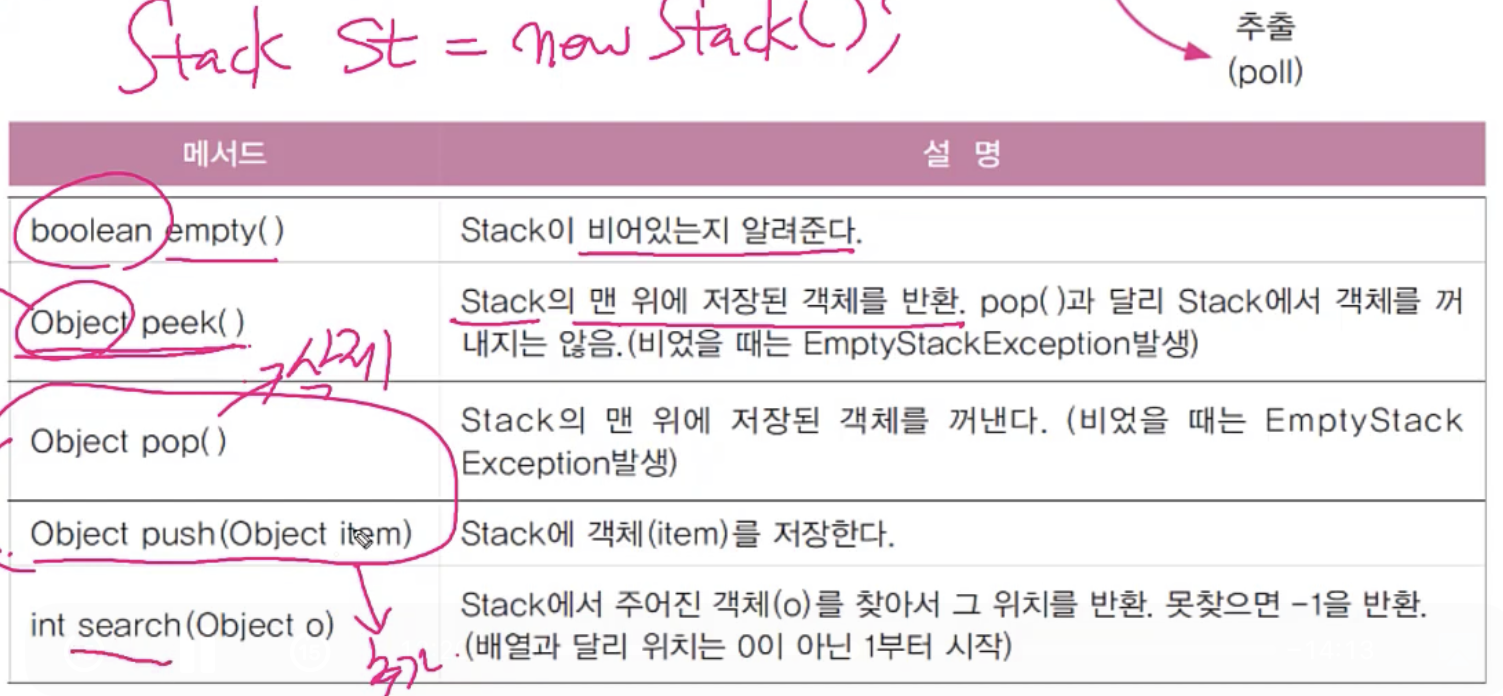 Stack St = new Stack();
추출
(poll)
메서드 설 명
boolean empty() Stack이 비어있는지 알려준다.
Object peek() Stack의 맨 위에 저장된 객체를 반환. pop()과 달리 Stack에서 객체를 꺼
내지는 않음.(비었을 때는 EmptyStackException발생)
삭제
Object pop() Stack의 맨 위에 저장된 객체를 꺼낸다. (비었을 때는 EmptyStack
Exception발생)
Object push(Object item) Stack에 객체(item)를 저장한다.
int search(Object o) Stack에서 주어진 객체(o)를 찾아서 그 위치를 반환. 못찾으면 -1을 반환.
(배열과 달리 위치는 0이 아닌 1부터 시작)
추가